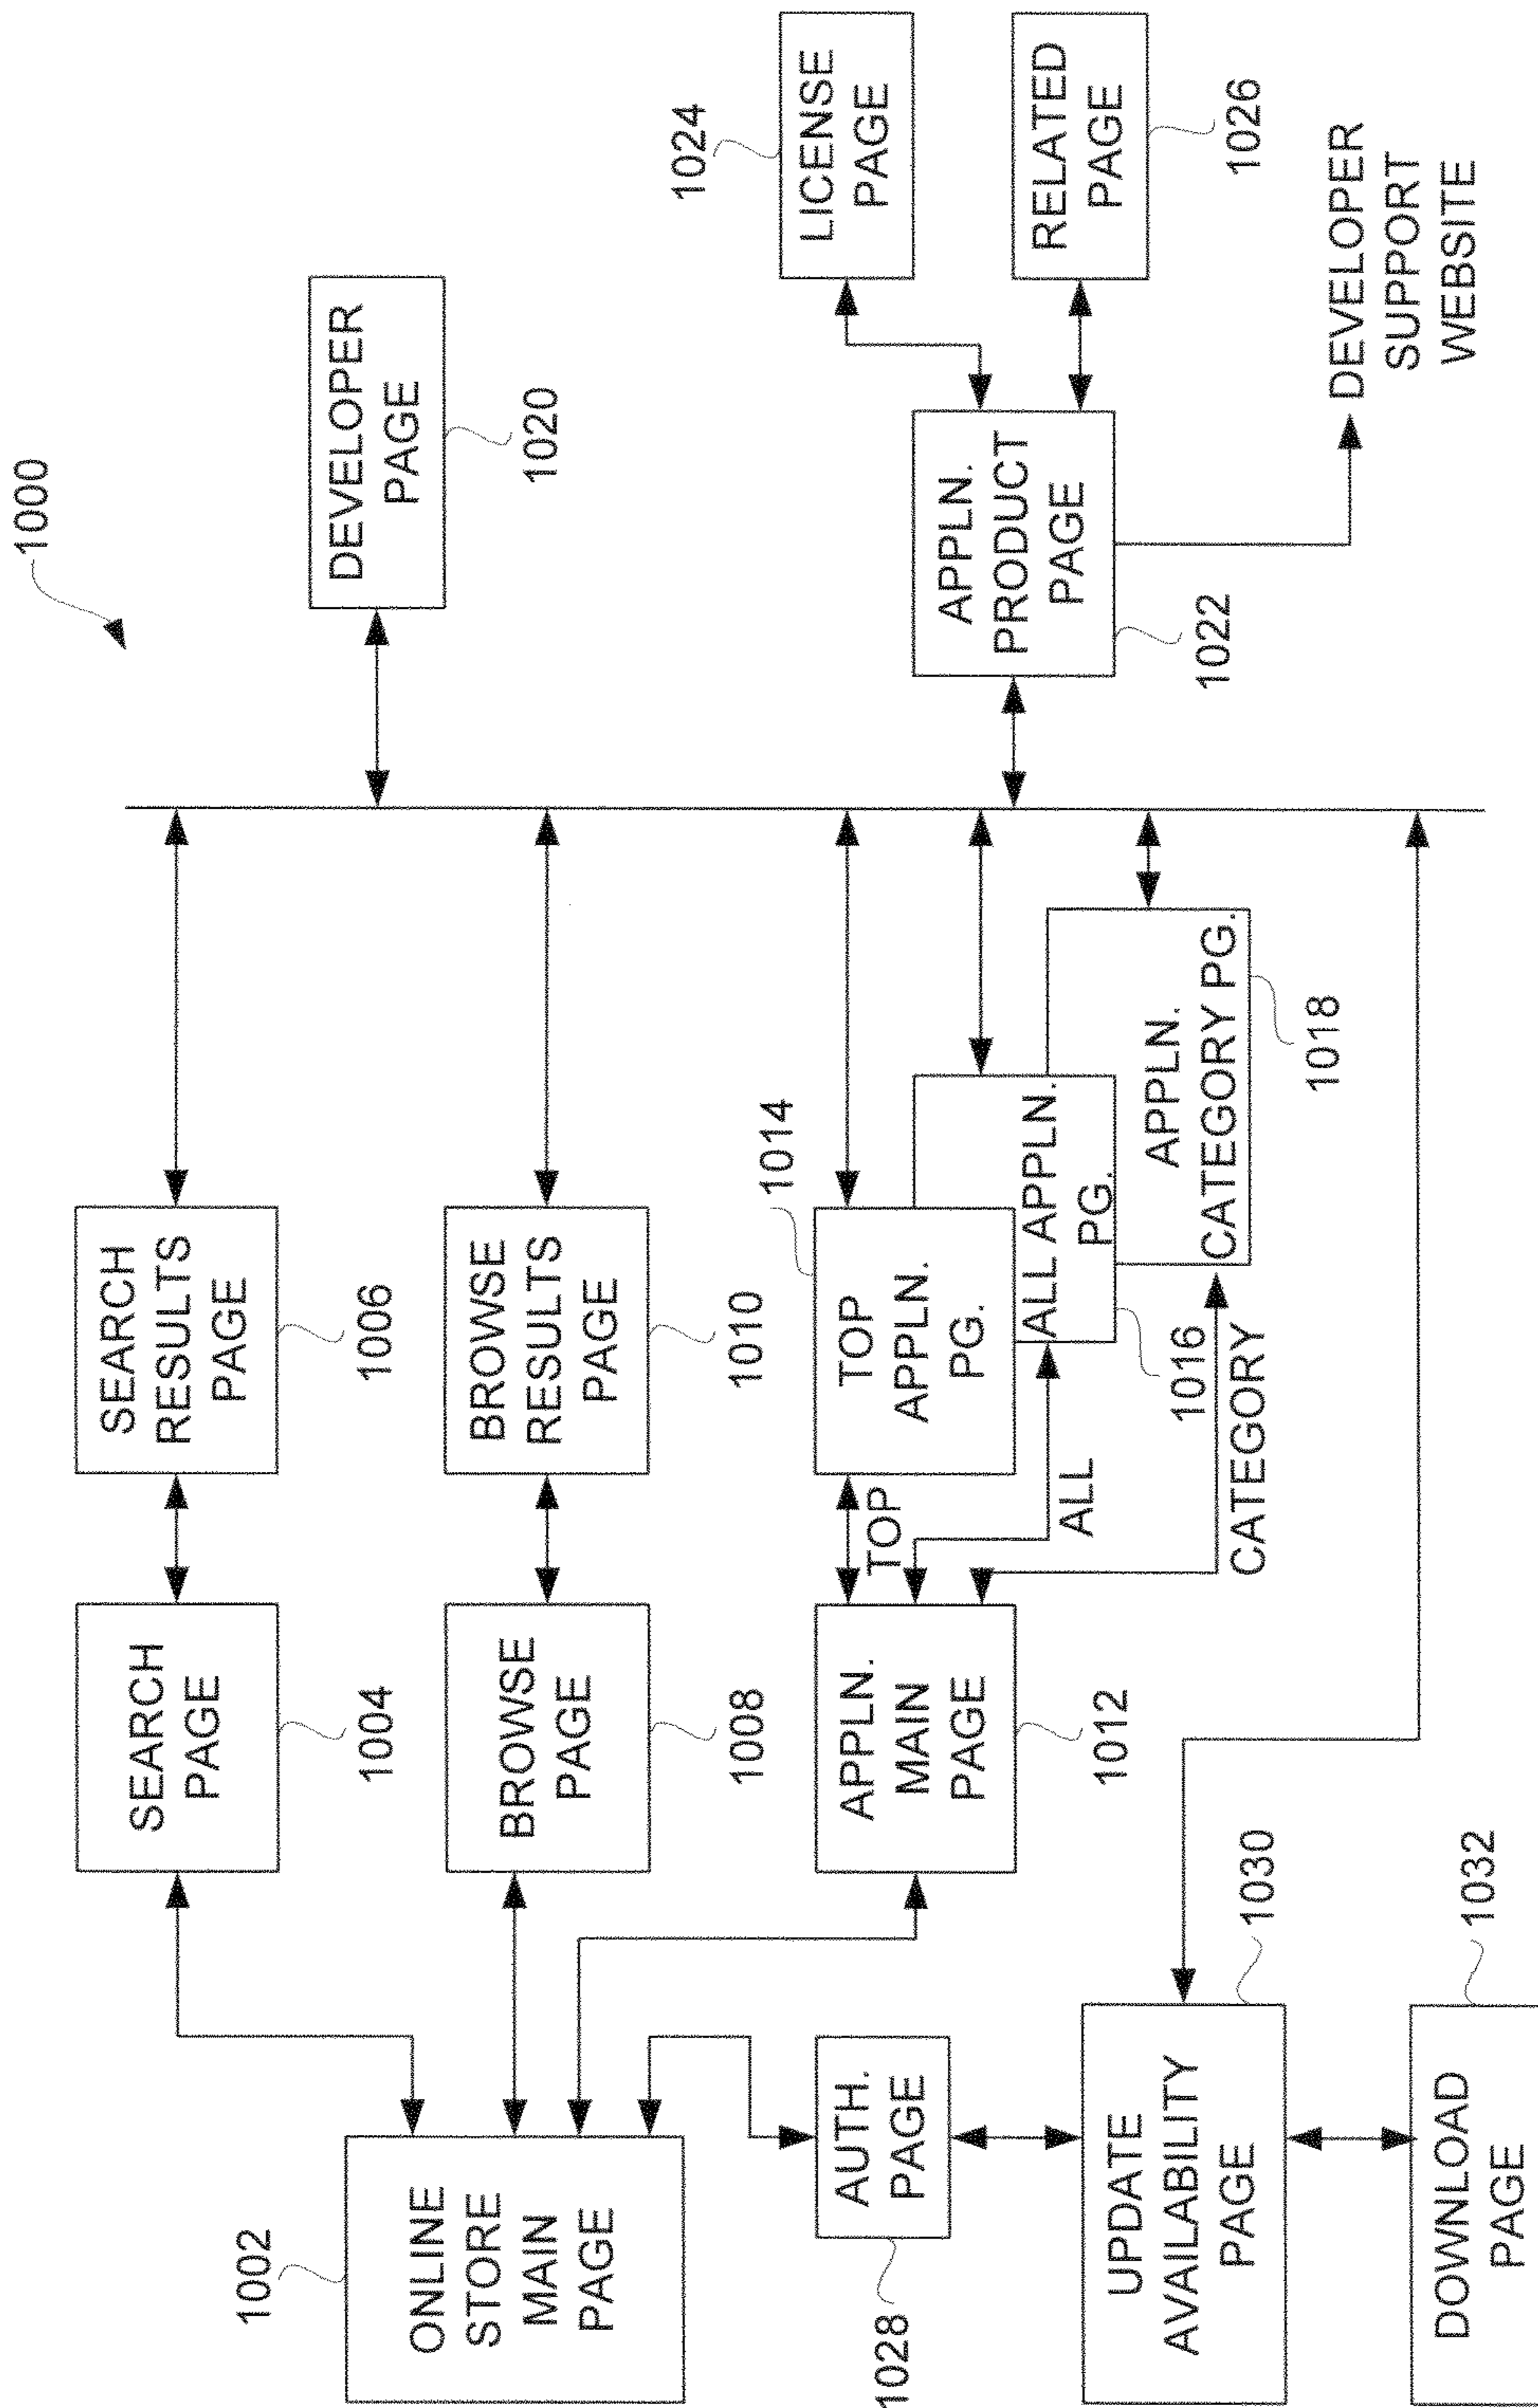 1000
ONLINE
STORE
MAIN
PAGE
1002
SEARCH
PAGE
1004
SEARCH
RESULTS
PAGE
1006
BROWSE
PAGE
1008
BROWSE
RESULTS
PAGE
1010
APPLN.
MAIN
PAGE
1012
TOP
ALL
CATEGORY
TOP
APPLN.
PG.
1014
ALL APPLN.
PG.
1016
APPLN.
CATEGORY PG.
1018
DEVELOPER
PAGE
1020
APPLN.
PRODUCT
PAGE
1022
LICENSE
PAGE
1024
RELATED
PAGE
1026
DEVELOPER
SUPPORT
WEBSITE
AUTH.
PAGE
1028
UPDATE
AVAILABILITY
PAGE
1030
DOWNLOAD
PAGE
1032